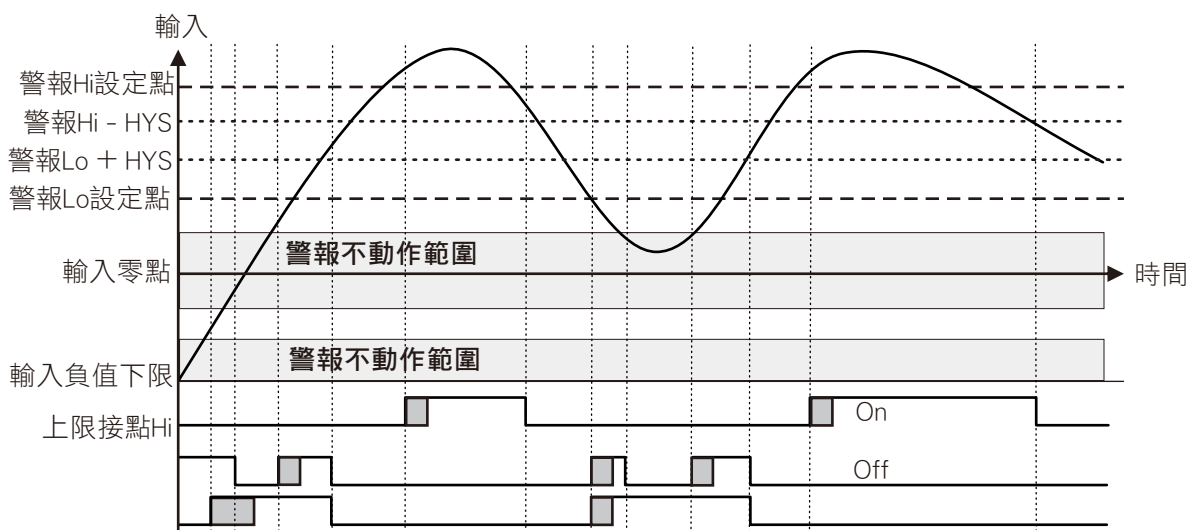 輸入
警報Hi設定點
警報Hi - HYS
警報Lo + HYS
警報Lo設定點
警報不動作範圍
輸入零點
時間
警報不動作範圍
輸入負值下限
上限接點Hi
On
Off